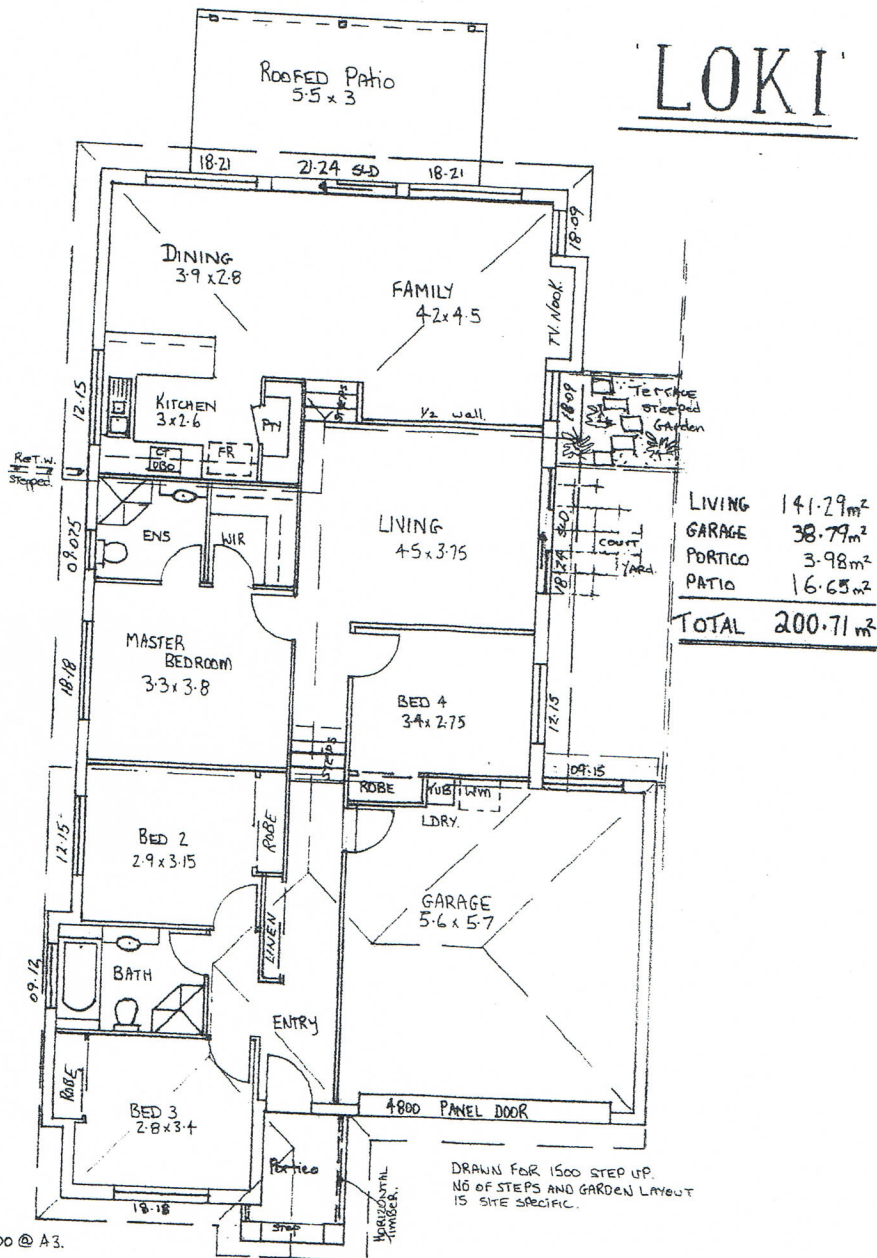 'LOKI'
ROOFED Patio
5·5 x 3
18·21
21·24 SLD
18·21
DINING
3·9 x 2·8
FAMILY
4·2 x 4·5
18·09
TV. NOOK.
12·15
KITCHEN
3 x 2·6
PTY
STEPS
½ wall.
18·09
Terrace
Stepped
Garden
CT
OBO
FR
Ret.W.
Stepped.
ENS
WIR
LIVING
4·5 x 3·75
09·075
18·24 SLD
COURT
YARD.
LIVING 141·29m²
GARAGE 38·79m²
PORTICO 3·98m²
PATIO 16·65m²
TOTAL 200·71m²
MASTER
BEDROOM
3·3 x 3·8
18·18
BED 4
3·4 x 2·75
12·15
STEPS
ROBE
TUB
WM
LDRY.
09·15
BED 2
2·9 x 3·15
ROBE
12·15
LINEN
GARAGE
5·6 x 5·7
09·12
BATH
ENTRY
ROBE
BED 3
2·8 x 3·4
4800 PANEL DOOR
Portico
HORIZONTAL
TIMBER.
18·18
Step
DRAWN FOR 1500 STEP UP.
NO OF STEPS AND GARDEN LAYOUT
IS SITE SPECIFIC.
@ A3.